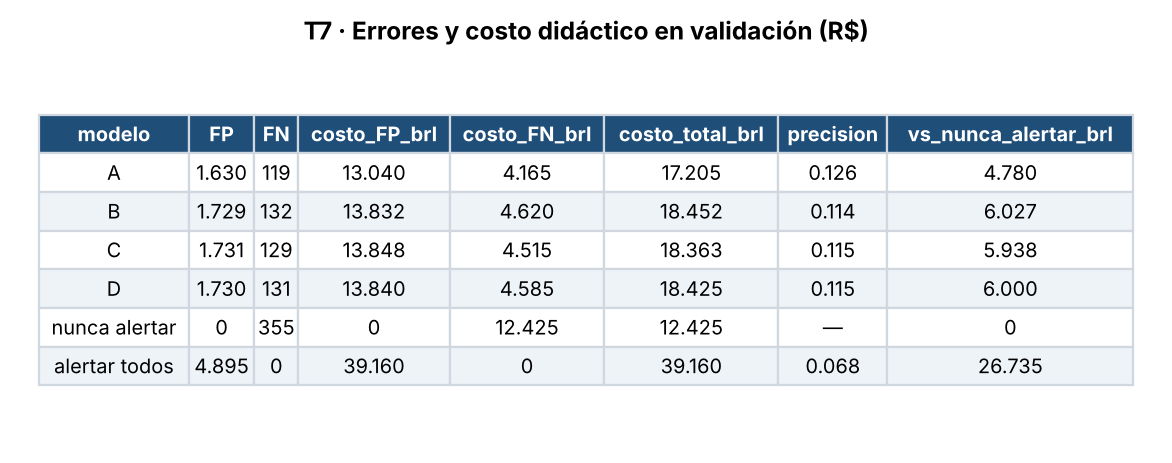 T7 · Errores y costo didáctico en validación (R$)
modelo FP FN costo_FP_brl costo_FN_brl costo_total_brl precision vs_nunca_alertar_brl
A 1.630 119 13.040 4.165 17.205 0.126 4.780
B 1.729 132 13.832 4.620 18.452 0.114 6.027
C 1.731 129 13.848 4.515 18.363 0.115 5.938
D 1.730 131 13.840 4.585 18.425 0.115 6.000
nunca alertar 0 355 0 12.425 12.425 — 0
alertar todos 4.895 0 39.160 0 39.160 0.068 26.735